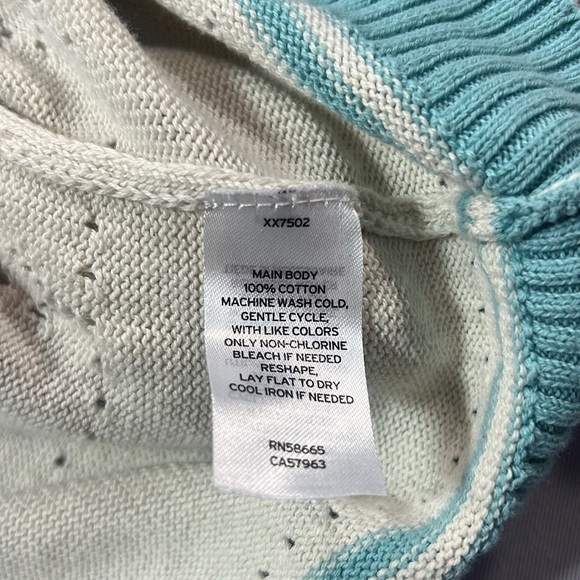 XX7502
MAIN BODY
100% COTTON
MACHINE WASH COLD,
GENTLE CYCLE,
WITH LIKE COLORS
ONLY NON-CHLORINE
BLEACH IF NEEDED
RESHAPE,
LAY FLAT TO DRY
COOL IRON IF NEEDED
RN58665
CA57963